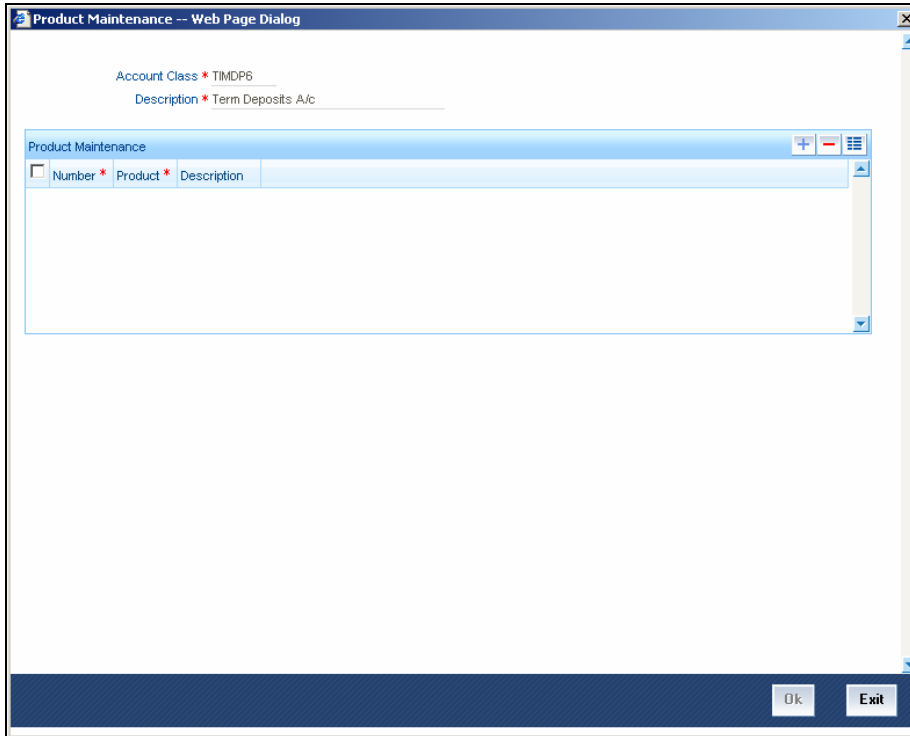 Product Maintenance -- Web Page Dialog
Account Class * TIMDP6
Description * Term Deposits A/c
Product Maintenance
Number * Product * Description
Ok Exit